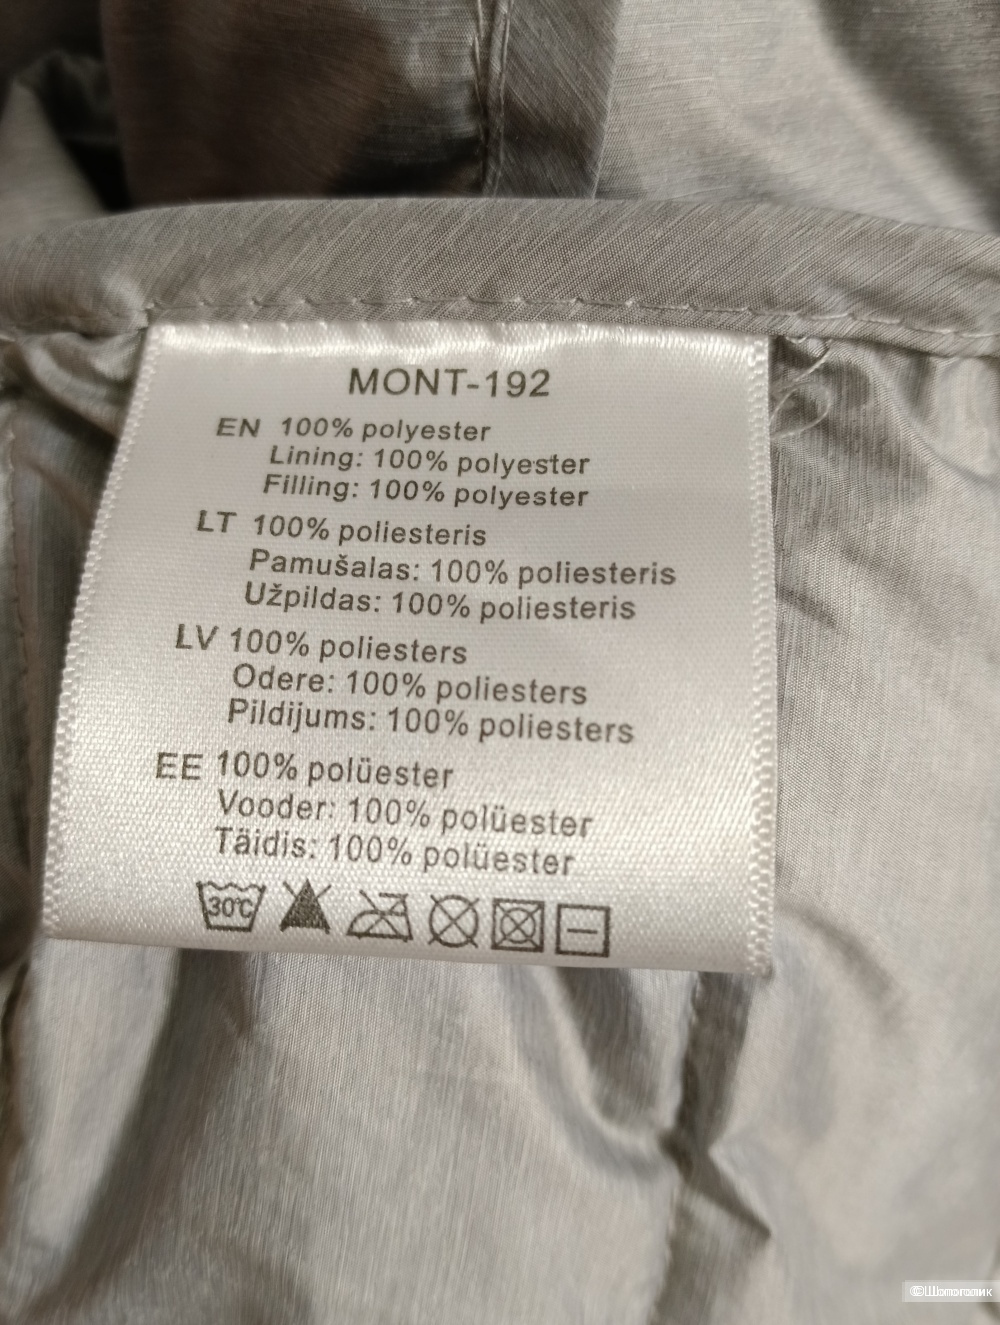 MONT-192
EN 100% polyester
Lining: 100% polyester
Filling: 100% polyester
LT 100% poliesteris
Pamušalas: 100% poliesteris
Užpildas: 100% poliesteris
LV 100% poliesters
Odere: 100% poliesters
Pildijums: 100% poliesters
EE 100% polüester
Vooder: 100% polüester
Täidis: 100% polüester
30°C
©Шопоголик